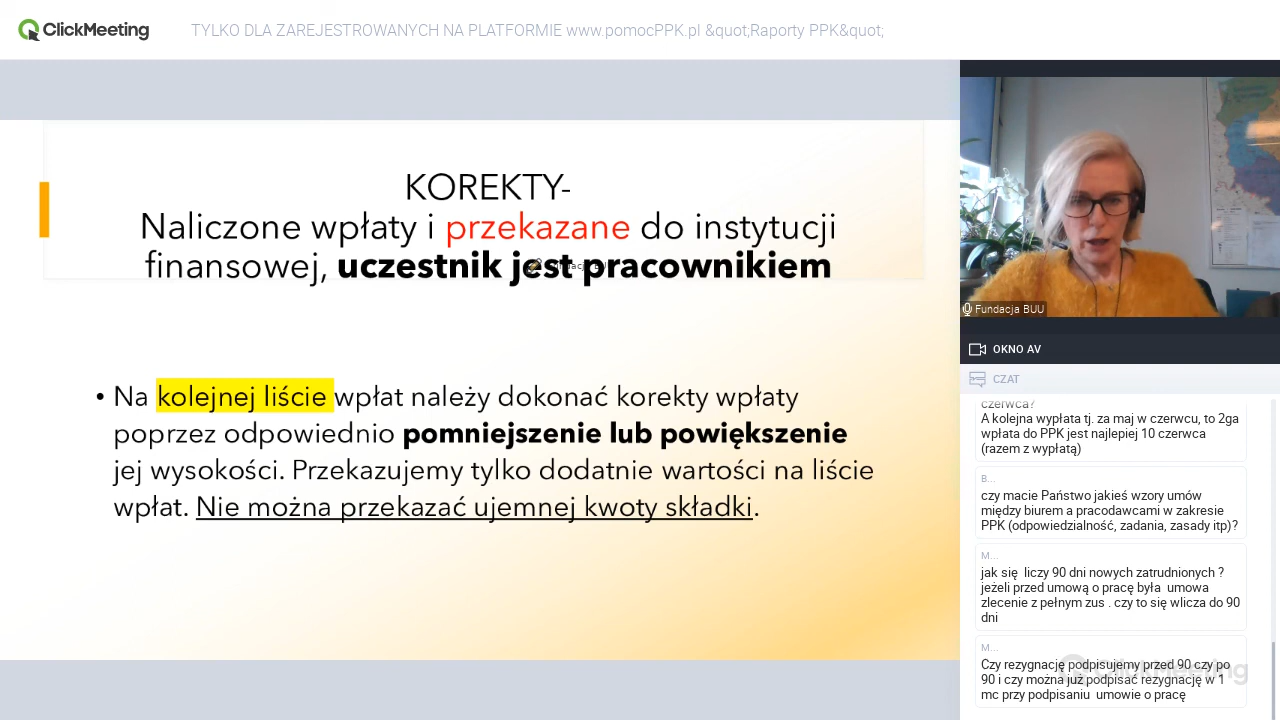 ClickMeeting
TYLKO DLA ZAREJESTROWANYCH NA PLATFORMIE www.pomocPPK.pl &quot;Raporty PPK&quot;
KOREKTY-
Naliczone wpłaty i przekazane do instytucji
finansowej, uczestnik jest pracownikiem
• Na kolejnej liście wpłat należy dokonać korekty wpłaty
poprzez odpowiednio pomniejszenie lub powiększenie
jej wysokości. Przekazujemy tylko dodatnie wartości na liście
wpłat. Nie można przekazać ujemnej kwoty składki.
Fundacja BUU
OKNO AV
CZAT
czerwca?
A kolejna wypłata tj. za maj w czerwcu, to 2ga
wpłata do PPK jest najlepiej 10 czerwca
(razem z wypłatą)
B...
czy macie Państwo jakieś wzory umów
między biurem a pracodawcami w zakresie
PPK (odpowiedzialność, zadania, zasady itp)?
M...
jak się liczy 90 dni nowych zatrudnionych ?
jeżeli przed umową o pracę była umowa
zlecenie z pełnym zus . czy to się wlicza do 90
dni
M...
Czy rezygnację podpisujemy przed 90 czy po
90 i czy można już podpisać rezygnację w 1
mc przy podpisaniu umowie o pracę
ClickMeeting